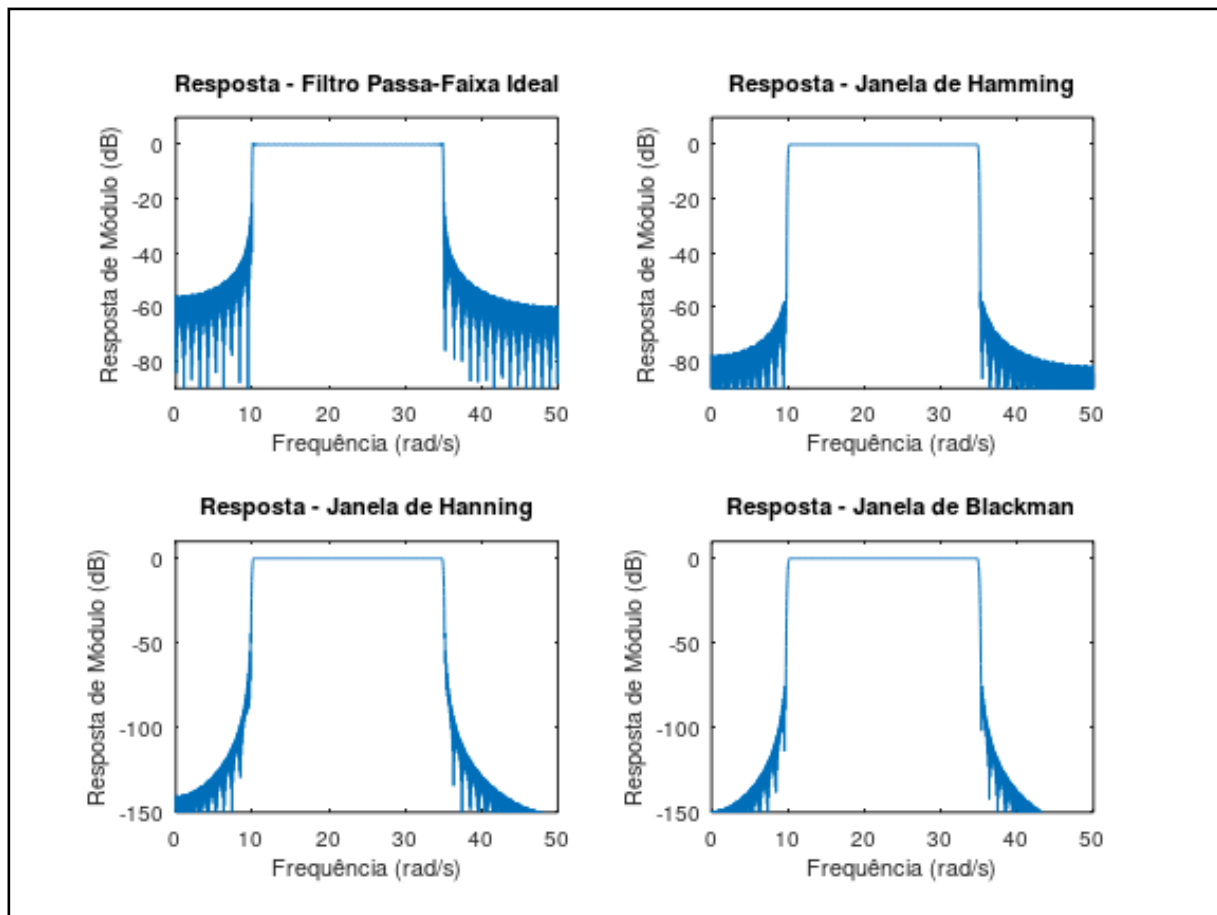 Resposta - Filtro Passa-Faixa Ideal
Resposta de Módulo (dB)
0
-20
-40
-60
-80
0 10 20 30 40 50
Frequência (rad/s)
Resposta - Janela de Hamming
Resposta de Módulo (dB)
0
-20
-40
-60
-80
0 10 20 30 40 50
Frequência (rad/s)
Resposta - Janela de Hanning
Resposta de Módulo (dB)
0
-50
-100
-150
0 10 20 30 40 50
Frequência (rad/s)
Resposta - Janela de Blackman
Resposta de Módulo (dB)
0
-50
-100
-150
0 10 20 30 40 50
Frequência (rad/s)